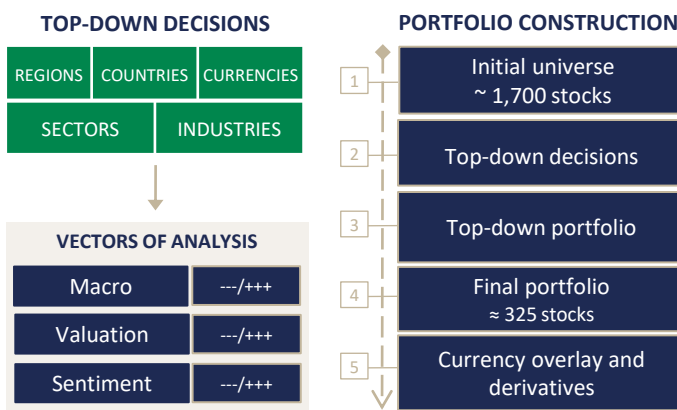 TOP-DOWN DECISIONS
REGIONS COUNTRIES CURRENCIES
SECTORS INDUSTRIES
VECTORS OF ANALYSIS
Macro ---/+++
Valuation ---/+++
Sentiment ---/+++
PORTFOLIO CONSTRUCTION
1
Initial universe
~ 1,700 stocks
2
Top-down decisions
3
Top-down portfolio
4
Final portfolio
≈ 325 stocks
5
Currency overlay and
derivatives